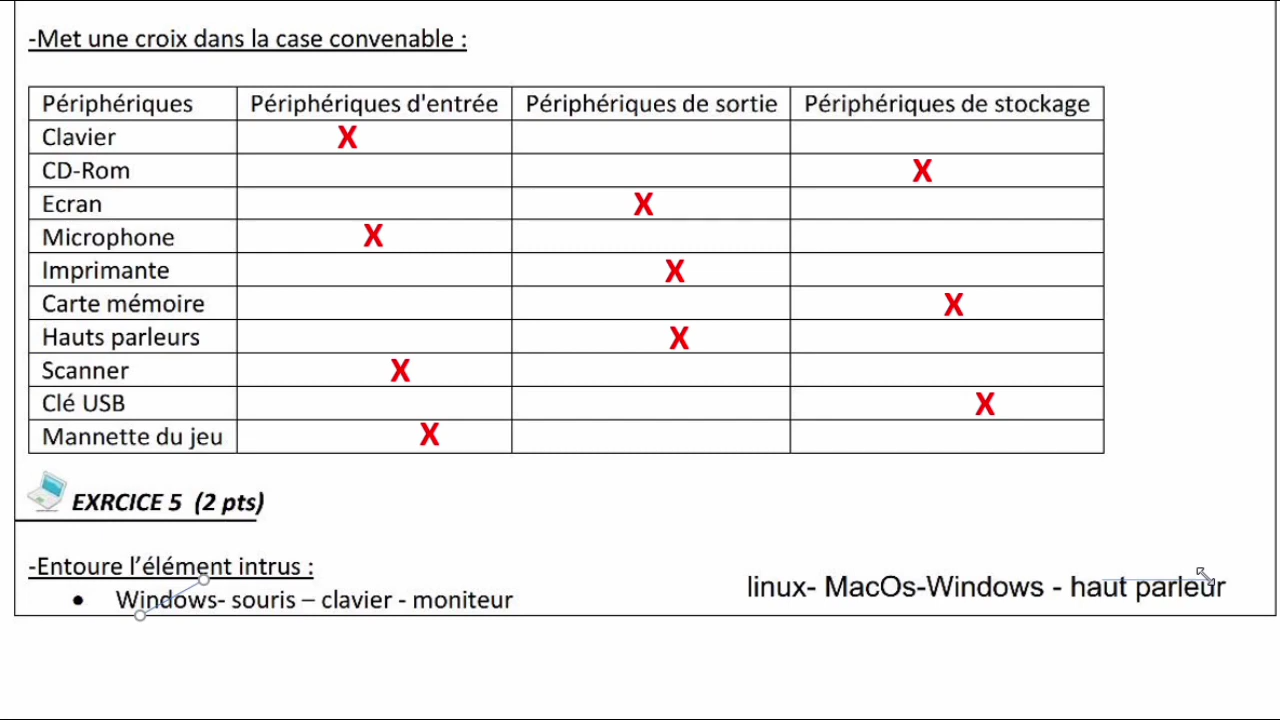 -Met une croix dans la case convenable :
Périphériques Périphériques d'entrée Périphériques de sortie Périphériques de stockage
Clavier X
CD-Rom X
Ecran X
Microphone X
Imprimante X
Carte mémoire X
Hauts parleurs X
Scanner X
Clé USB X
Mannette du jeu X
EXRCICE 5 (2 pts)
-Entoure l'élément intrus :
• Windows- souris – clavier - moniteur
linux- MacOs-Windows - haut parleur